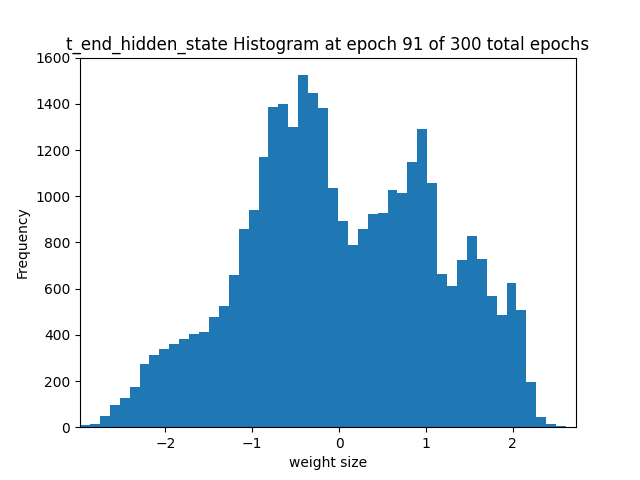 t_end_hidden_state Histogram at epoch 91 of 300 total epochs
1600
1400
1200
1000
800
600
400
200
0
Frequency
−2 −1 0 1 2
weight size